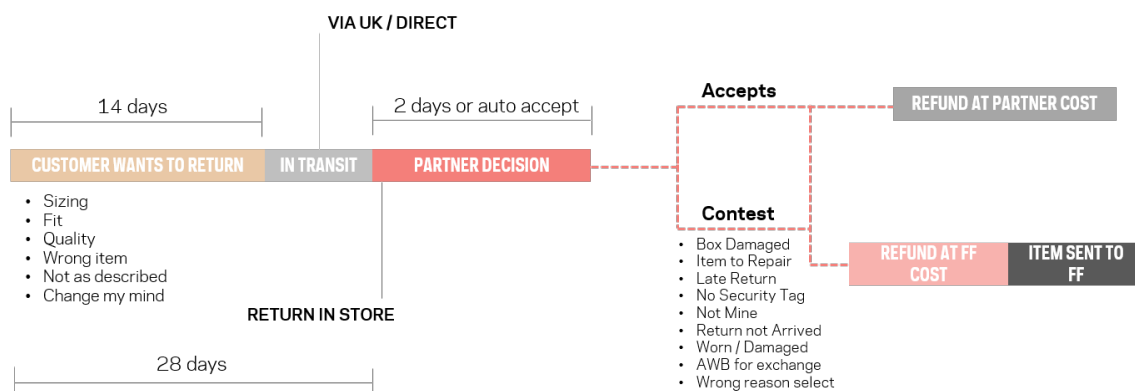 VIA UK / DIRECT
14 days
2 days or auto accept
CUSTOMER WANTS TO RETURN
IN TRANSIT
PARTNER DECISION
• Sizing
• Fit
• Quality
• Wrong item
• Not as described
• Change my mind
RETURN IN STORE
28 days
Accepts
REFUND AT PARTNER COST
Contest
• Box Damaged
• Item to Repair
• Late Return
• No Security Tag
• Not Mine
• Return not Arrived
• Worn / Damaged
• AWB for exchange
• Wrong reason select
REFUND AT FF
COST
ITEM SENT TO
FF